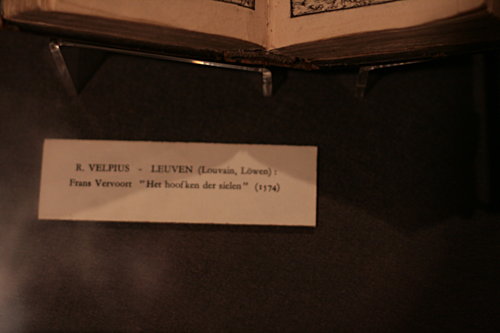 R. VELPIUS - LEUVEN (Louvain, Löwen) :
Frans Vervoort "Het hoofken der sielen" (1574)